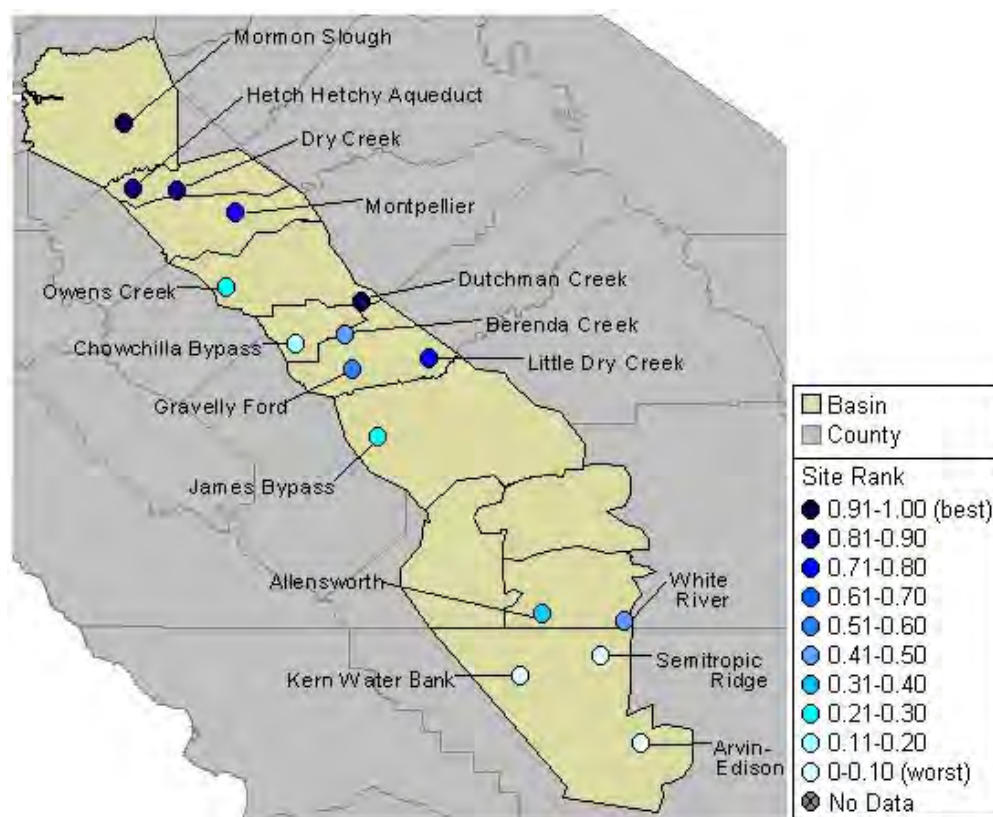 Mormon Slough
Hetch Hetchy Aqueduct
Dry Creek
Montpellier
Dutchman Creek
Owens Creek
Berenda Creek
Chowchilla Bypass
Little Dry Creek
Gravelly Ford
James Bypass
Allensworth
White
River
Semitropic
Ridge
Kern Water Bank
Arvin-
Edison
Basin
County
Site Rank
0.91-1.00 (best)
0.81-0.90
0.71-0.80
0.61-0.70
0.51-0.60
0.41-0.50
0.31-0.40
0.21-0.30
0.11-0.20
0-0.10 (worst)
No Data